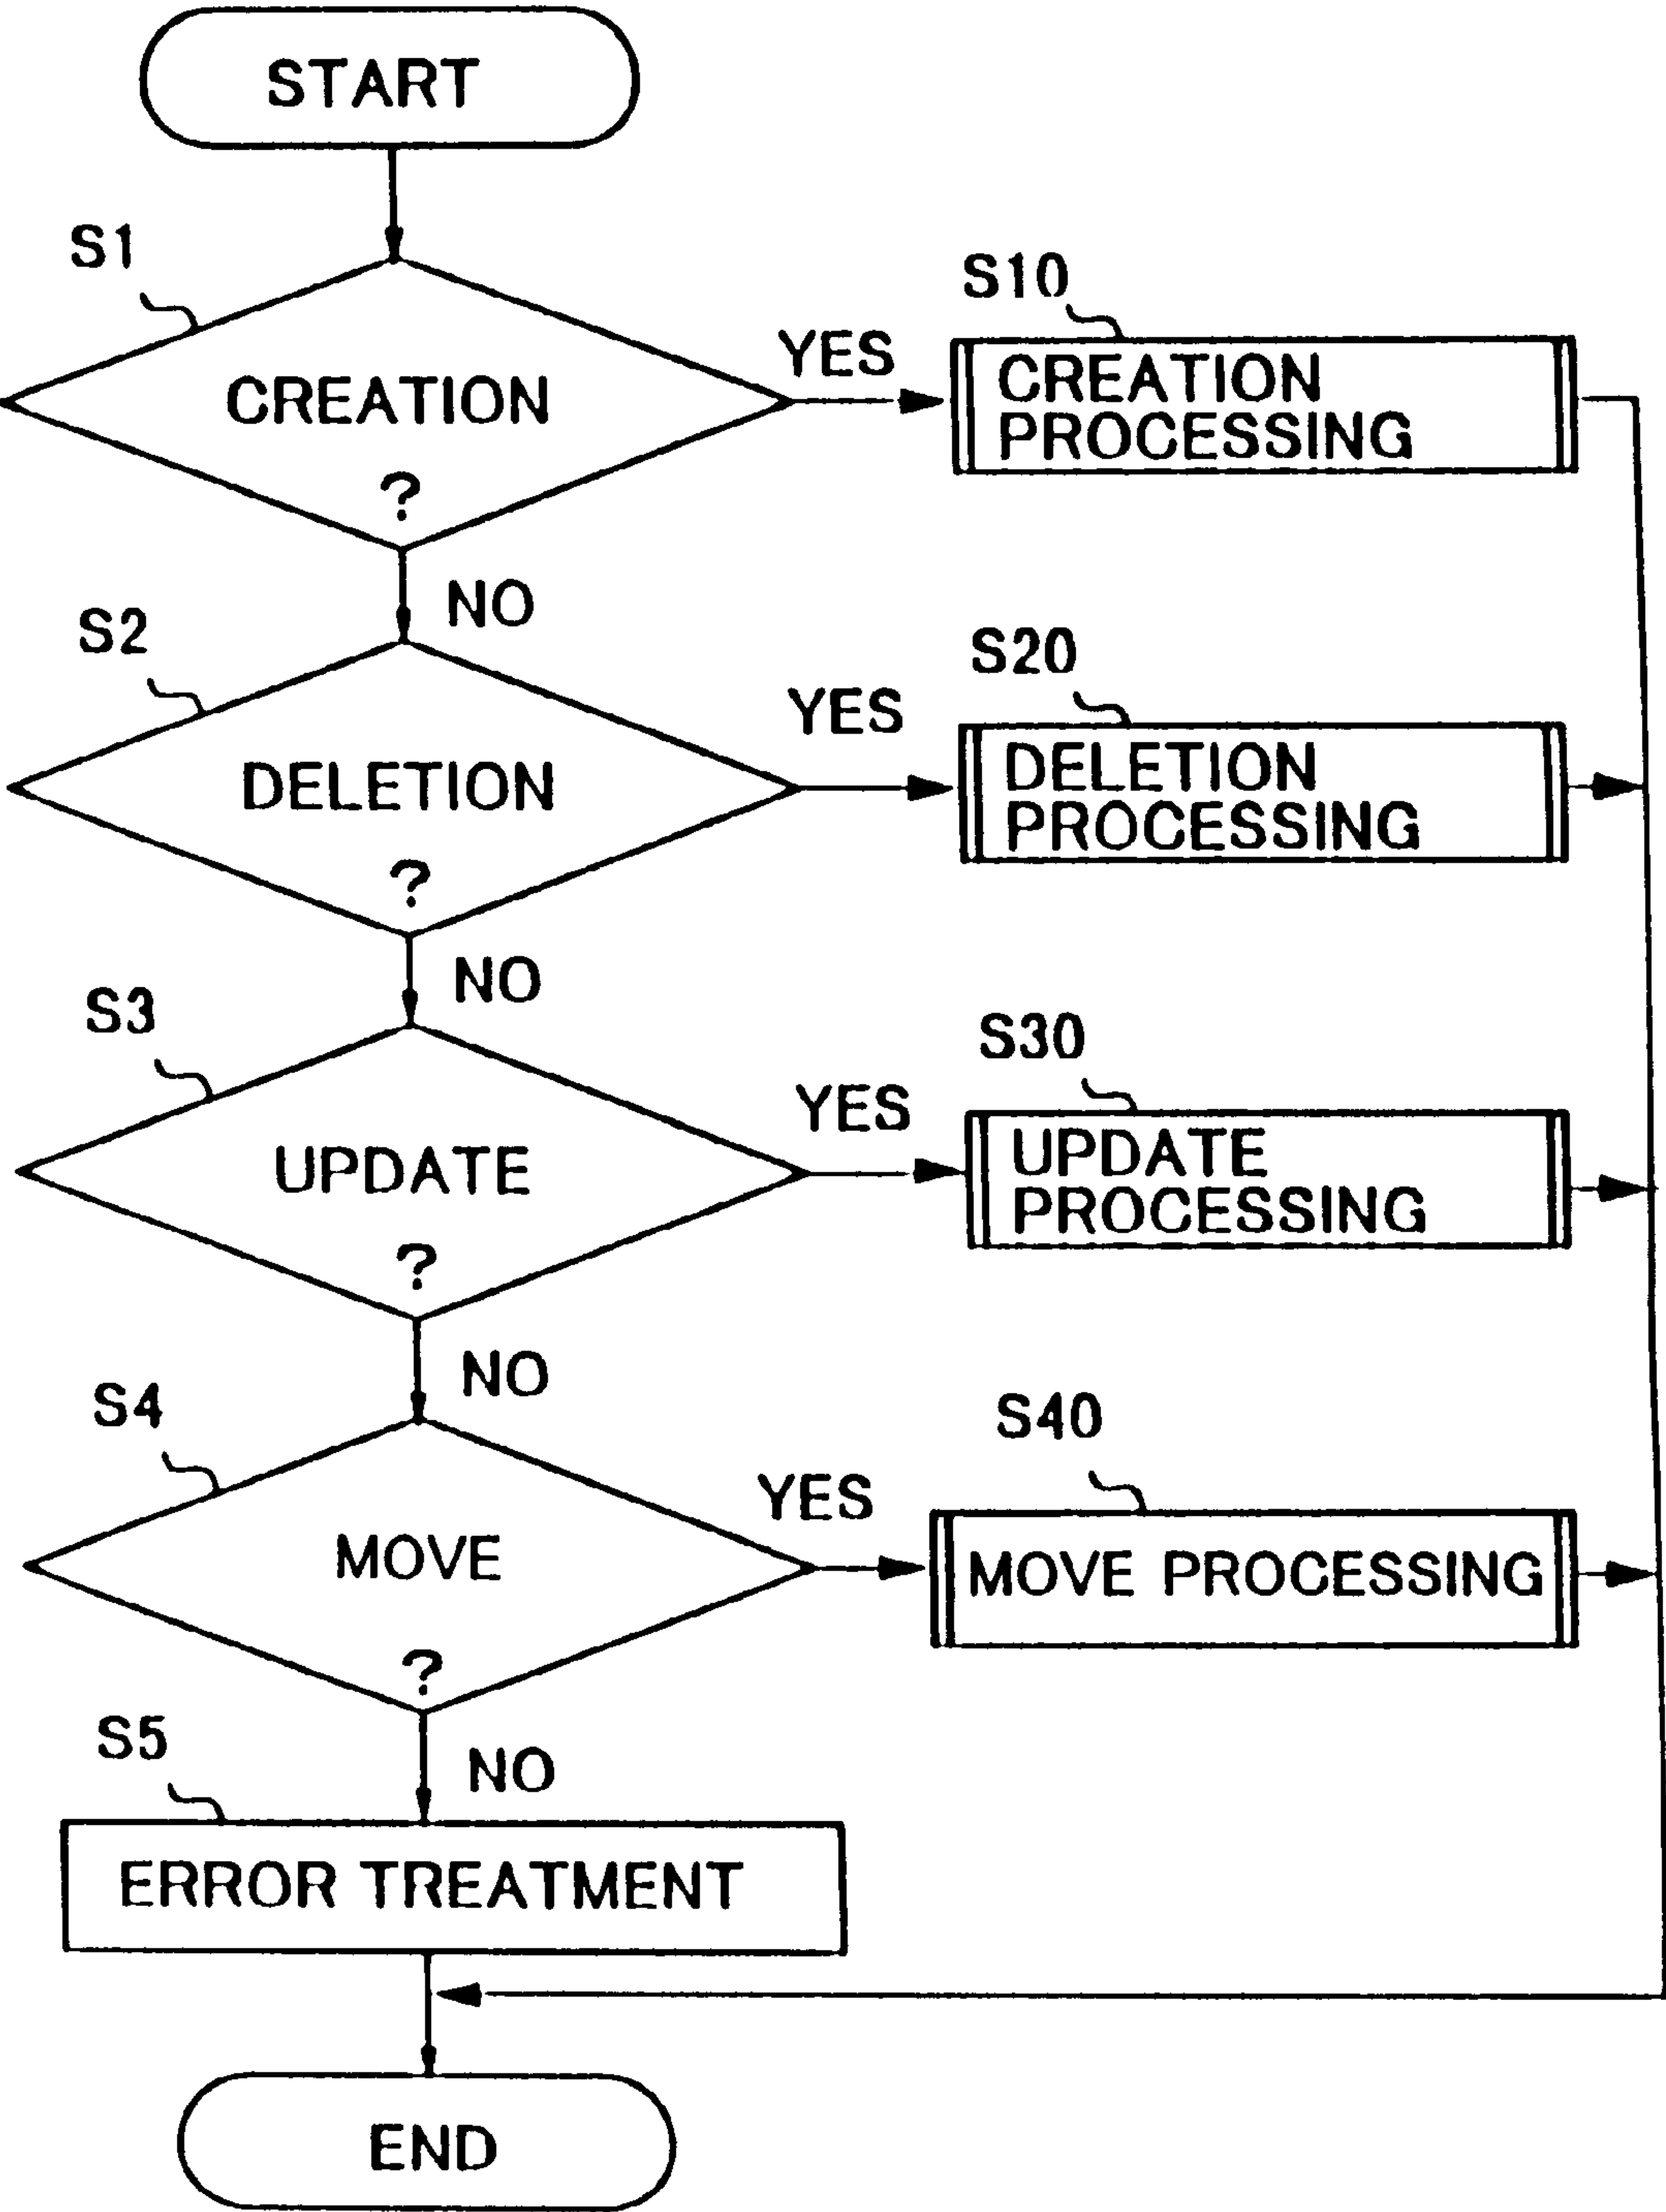 START
S1
CREATION
?
YES
S10
CREATION
PROCESSING
NO
S2
DELETION
?
YES
S20
DELETION
PROCESSING
NO
S3
UPDATE
?
YES
S30
UPDATE
PROCESSING
NO
S4
MOVE
?
YES
S40
MOVE PROCESSING
NO
S5
ERROR TREATMENT
END